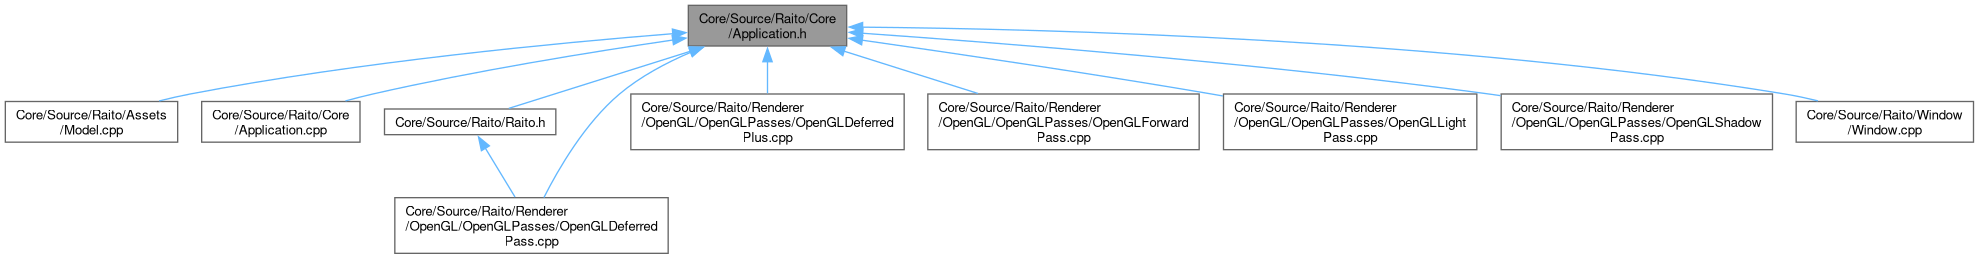 Core/Source/Raito/Core
/Application.h
Core/Source/Raito/Assets
/Model.cpp
Core/Source/Raito/Core
/Application.cpp
Core/Source/Raito/Raito.h
Core/Source/Raito/Renderer
/OpenGL/OpenGLPasses/OpenGLDeferred
Plus.cpp
Core/Source/Raito/Renderer
/OpenGL/OpenGLPasses/OpenGLForward
Pass.cpp
Core/Source/Raito/Renderer
/OpenGL/OpenGLPasses/OpenGLLight
Pass.cpp
Core/Source/Raito/Renderer
/OpenGL/OpenGLPasses/OpenGLShadow
Pass.cpp
Core/Source/Raito/Window
/Window.cpp
Core/Source/Raito/Renderer
/OpenGL/OpenGLPasses/OpenGLDeferred
Pass.cpp